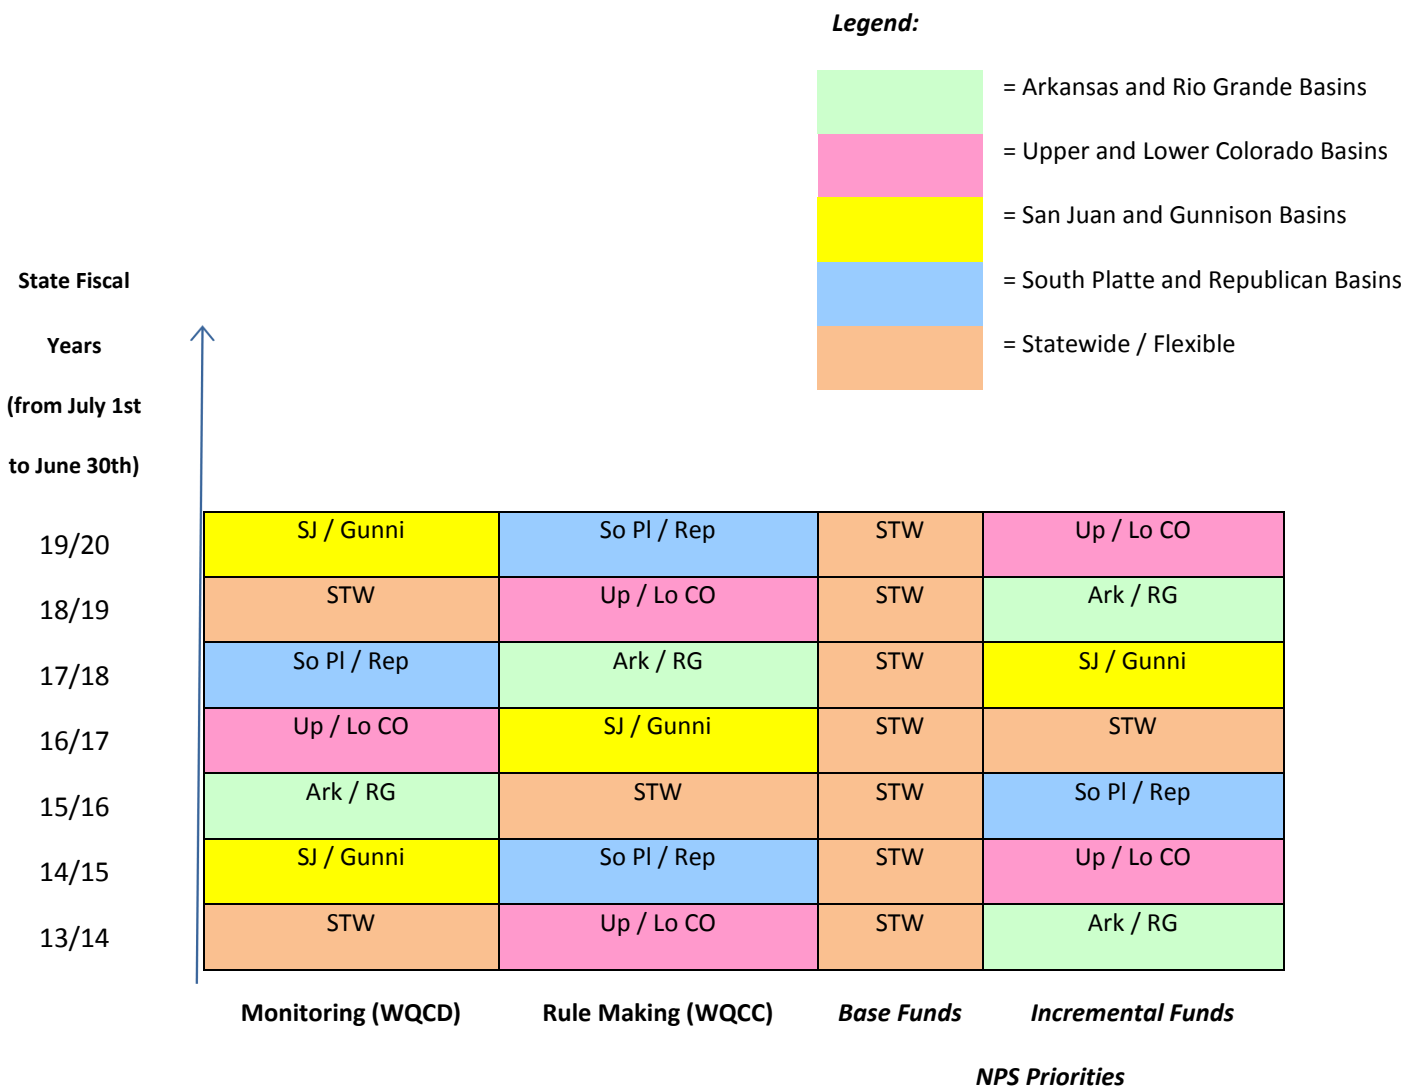 Legend:
= Arkansas and Rio Grande Basins
= Upper and Lower Colorado Basins
= San Juan and Gunnison Basins
= South Platte and Republican Basins
= Statewide / Flexible
State Fiscal
Years
(from July 1st
to June 30th)
19/20 SJ / Gunni So Pl / Rep STW Up / Lo CO
18/19 STW Up / Lo CO STW Ark / RG
17/18 So Pl / Rep Ark / RG STW SJ / Gunni
16/17 Up / Lo CO SJ / Gunni STW STW
15/16 Ark / RG STW STW So Pl / Rep
14/15 SJ / Gunni So Pl / Rep STW Up / Lo CO
13/14 STW Up / Lo CO STW Ark / RG
Monitoring (WQCD) Rule Making (WQCC) Base Funds Incremental Funds
NPS Priorities